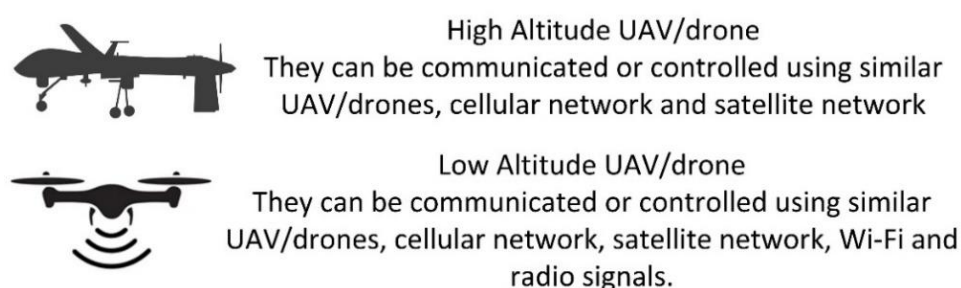 High Altitude UAV/drone
They can be communicated or controlled using similar
UAV/drones, cellular network and satellite network
Low Altitude UAV/drone
They can be communicated or controlled using similar
UAV/drones, cellular network, satellite network, Wi-Fi and
radio signals.